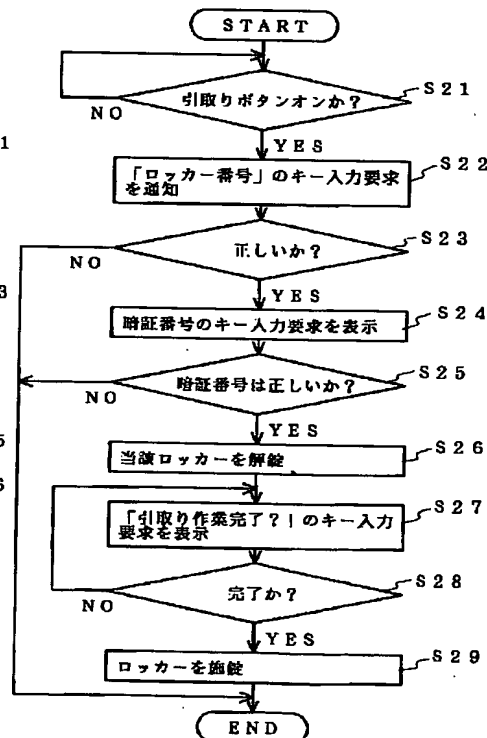 START
引取りボタンオンか?
S21
NO
YES
1
「ロッカー番号」のキー入力要求
を通知
S22
正しいか?
S23
NO
YES
3
暗証番号のキー入力要求を表示
S24
暗証番号は正しいか?
S25
NO
YES
5
当該ロッカーを解錠
S26
6
「引取り作業完了?」のキー入力
要求を表示
S27
完了か?
S28
NO
YES
ロッカーを施錠
S29
END